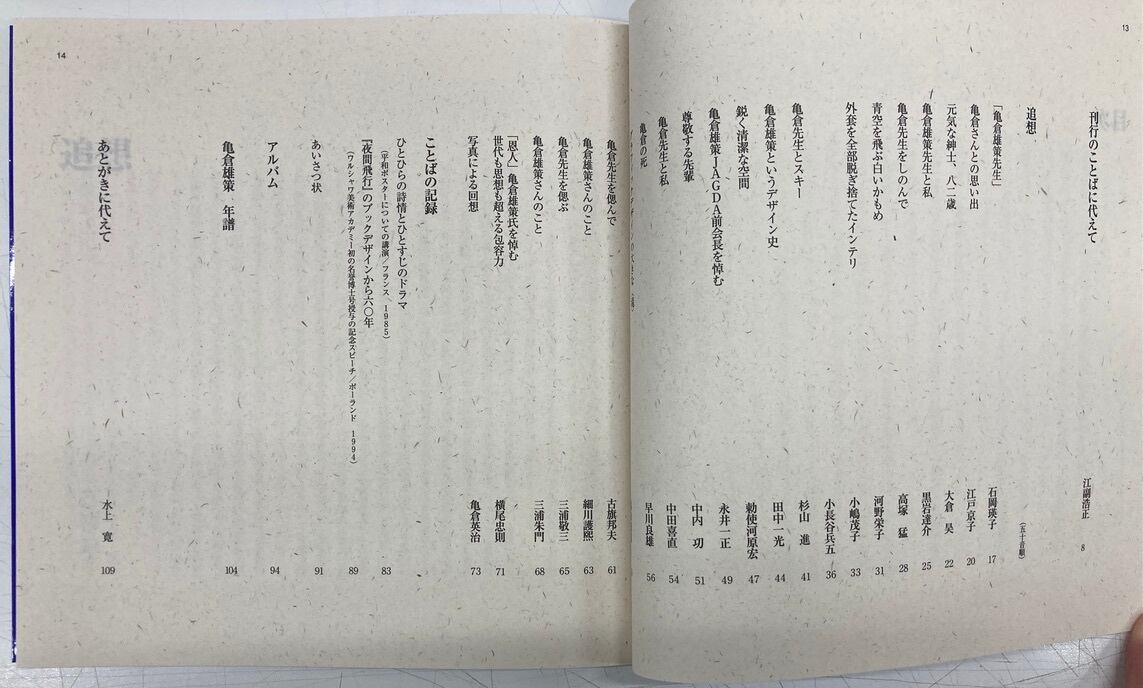 13
刊行のことばに代えて 江副浩正 8
追想 (五十音順)
「亀倉雄策先生」 石岡瑛子 17
亀倉さんとの思い出 江戸京子 20
元気な紳士、八二歳 大倉 昊 22
亀倉雄策先生と私 黒岩達介 25
亀倉先生をしのんで 高塚 猛 28
青空を飛ぶ白いかもめ 河野栄子 31
外套を全部脱ぎ捨てたインテリ 小嶋茂子 33
小長谷兵五 36
亀倉先生とスキー 杉山 進 41
亀倉雄策というデザイン史 田中一光 44
鋭く清潔な空間 勅使河原宏 47
亀倉雄策JAGDA前会長を悼む 永井一正 49
尊敬する先輩 中内 功 51
亀倉先生と私 中田喜直 54
亀倉の死 早川良雄 56
14
亀倉先生を偲んで 古旗邦夫 61
亀倉雄策さんのこと 細川護熙 63
亀倉先生を偲ぶ 三浦敬三 65
亀倉雄策さんのこと 三浦朱門 68
「恩人」亀倉雄策氏を悼む
世代も思想も超える包容力 横尾忠則 71
写真による回想 亀倉英治 73
ことばの記録
ひとひらの詩情とひとすじのドラマ 83
(平和ポスターについての講演/フランス 1985)
『夜間飛行』のブックデザインから六〇年 89
(ワルシャワ美術アカデミー初の名誉博士号授与の記念スピーチ/ポーランド 1994)
あいさつ状 91
アルバム 94
亀倉雄策 年譜 104
あとがきに代えて 水上 寛 109